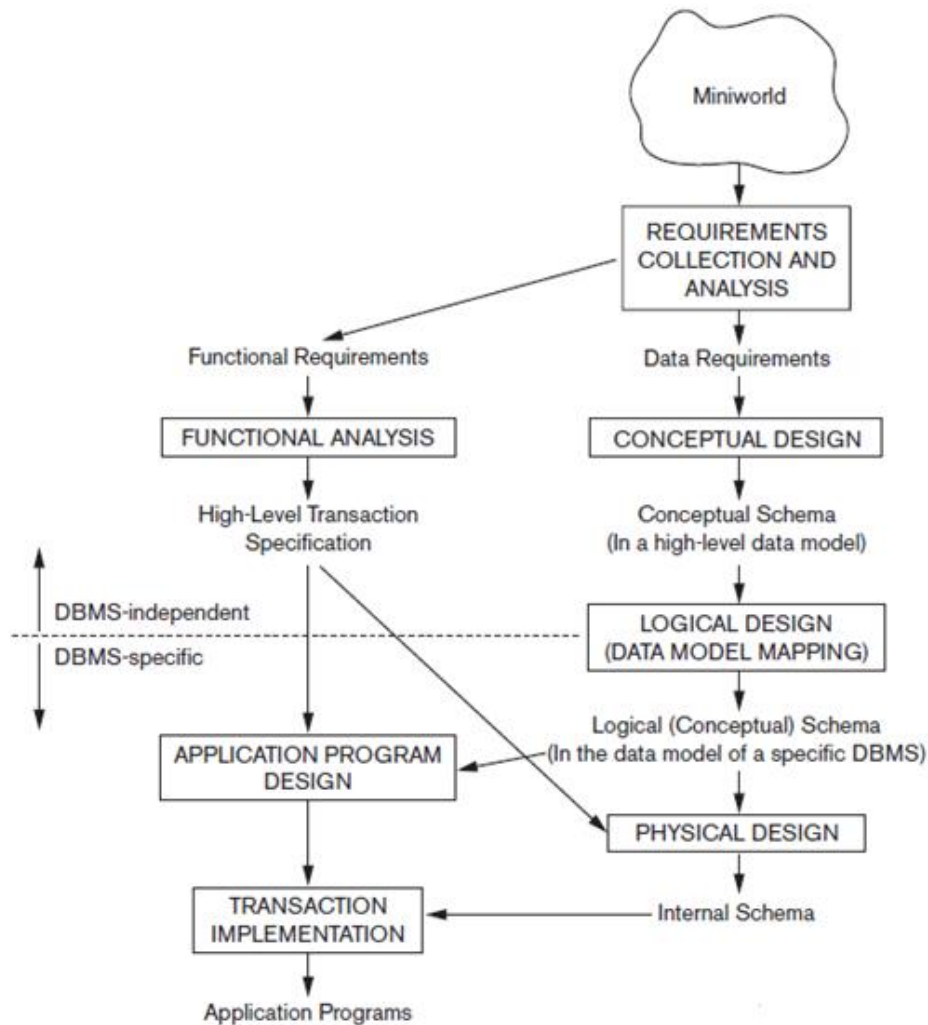 Miniworld
REQUIREMENTS
COLLECTION AND
ANALYSIS
Functional Requirements
Data Requirements
FUNCTIONAL ANALYSIS
CONCEPTUAL DESIGN
High-Level Transaction
Specification
Conceptual Schema
(In a high-level data model)
DBMS-independent
DBMS-specific
LOGICAL DESIGN
(DATA MODEL MAPPING)
Logical (Conceptual) Schema
(In the data model of a specific DBMS)
APPLICATION PROGRAM
DESIGN
PHYSICAL DESIGN
TRANSACTION
IMPLEMENTATION
Internal Schema
Application Programs